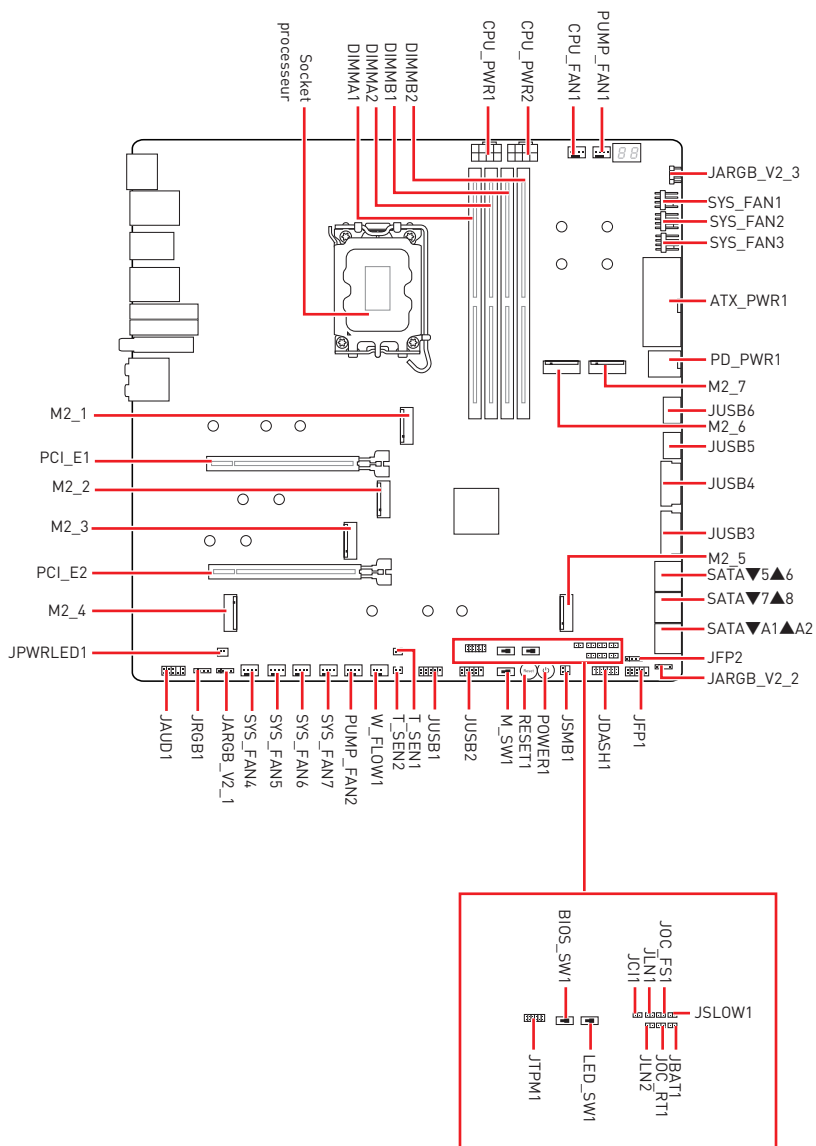 Socket
processeur
DIMMA1
DIMMA2
DIMMB1
DIMMB2
CPU_PWR1
CPU_PWR2
CPU_FAN1
PUMP_FAN1
JARGB_V2_3
SYS_FAN1
SYS_FAN2
SYS_FAN3
ATX_PWR1
PD_PWR1
M2_7
JUSB6
M2_6
JUSB5
JUSB4
JUSB3
M2_5
SATA▼5▲6
SATA▼7▲8
SATA▼A1▲A2
JFP2
JARGB_V2_2
M2_1
PCI_E1
M2_2
M2_3
PCI_E2
M2_4
JPWRLED1
Reset
JAUD1
JRGB1
JARGB_V2_1
SYS_FAN4
SYS_FAN5
SYS_FAN6
SYS_FAN7
PUMP_FAN2
W_FLOW1
T_SEN2
T_SEN1
JUSB1
JUSB2
M_SW1
RESET1
POWER1
JSMB1
JDASH1
JFP1
BIOS_SW1
JCI1
JLN1
JOC_FS1
JSLOW1
JTPM1
LED_SW1
JLN2
JOC_RT1
JBAT1